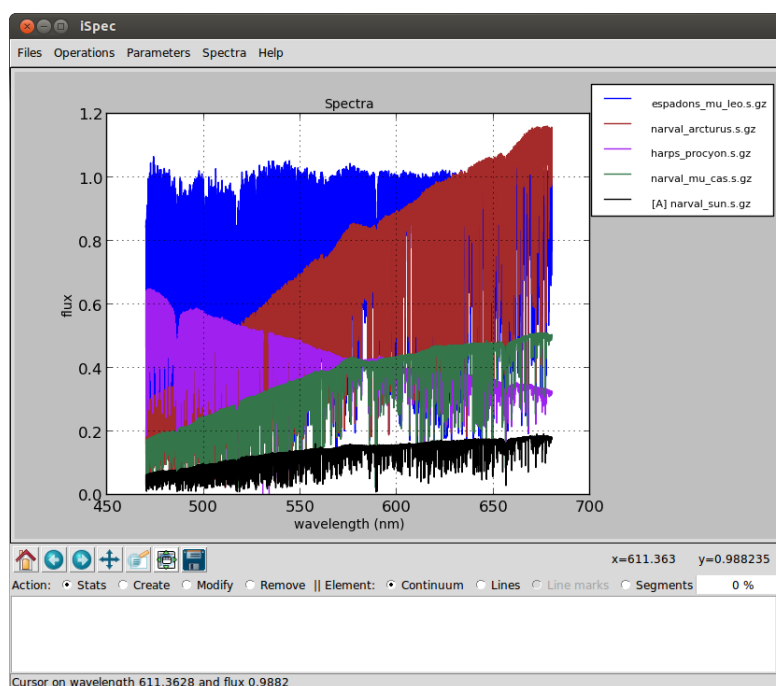 iSpec
Files Operations Parameters Spectra Help
Spectra
espadons_mu_leo.s.gz
narval_arcturus.s.gz
harps_procyon.s.gz
narval_mu_cas.s.gz
[A] narval_sun.s.gz
1.2
1.0
0.8
0.6
0.4
0.2
0.0
flux
450 500 550 600 650 700
wavelength (nm)
x=611.363 y=0.988235
Action: Stats Create Modify Remove || Element: Continuum Lines Line marks Segments 0 %
Cursor on wavelength 611.3628 and flux 0.9882